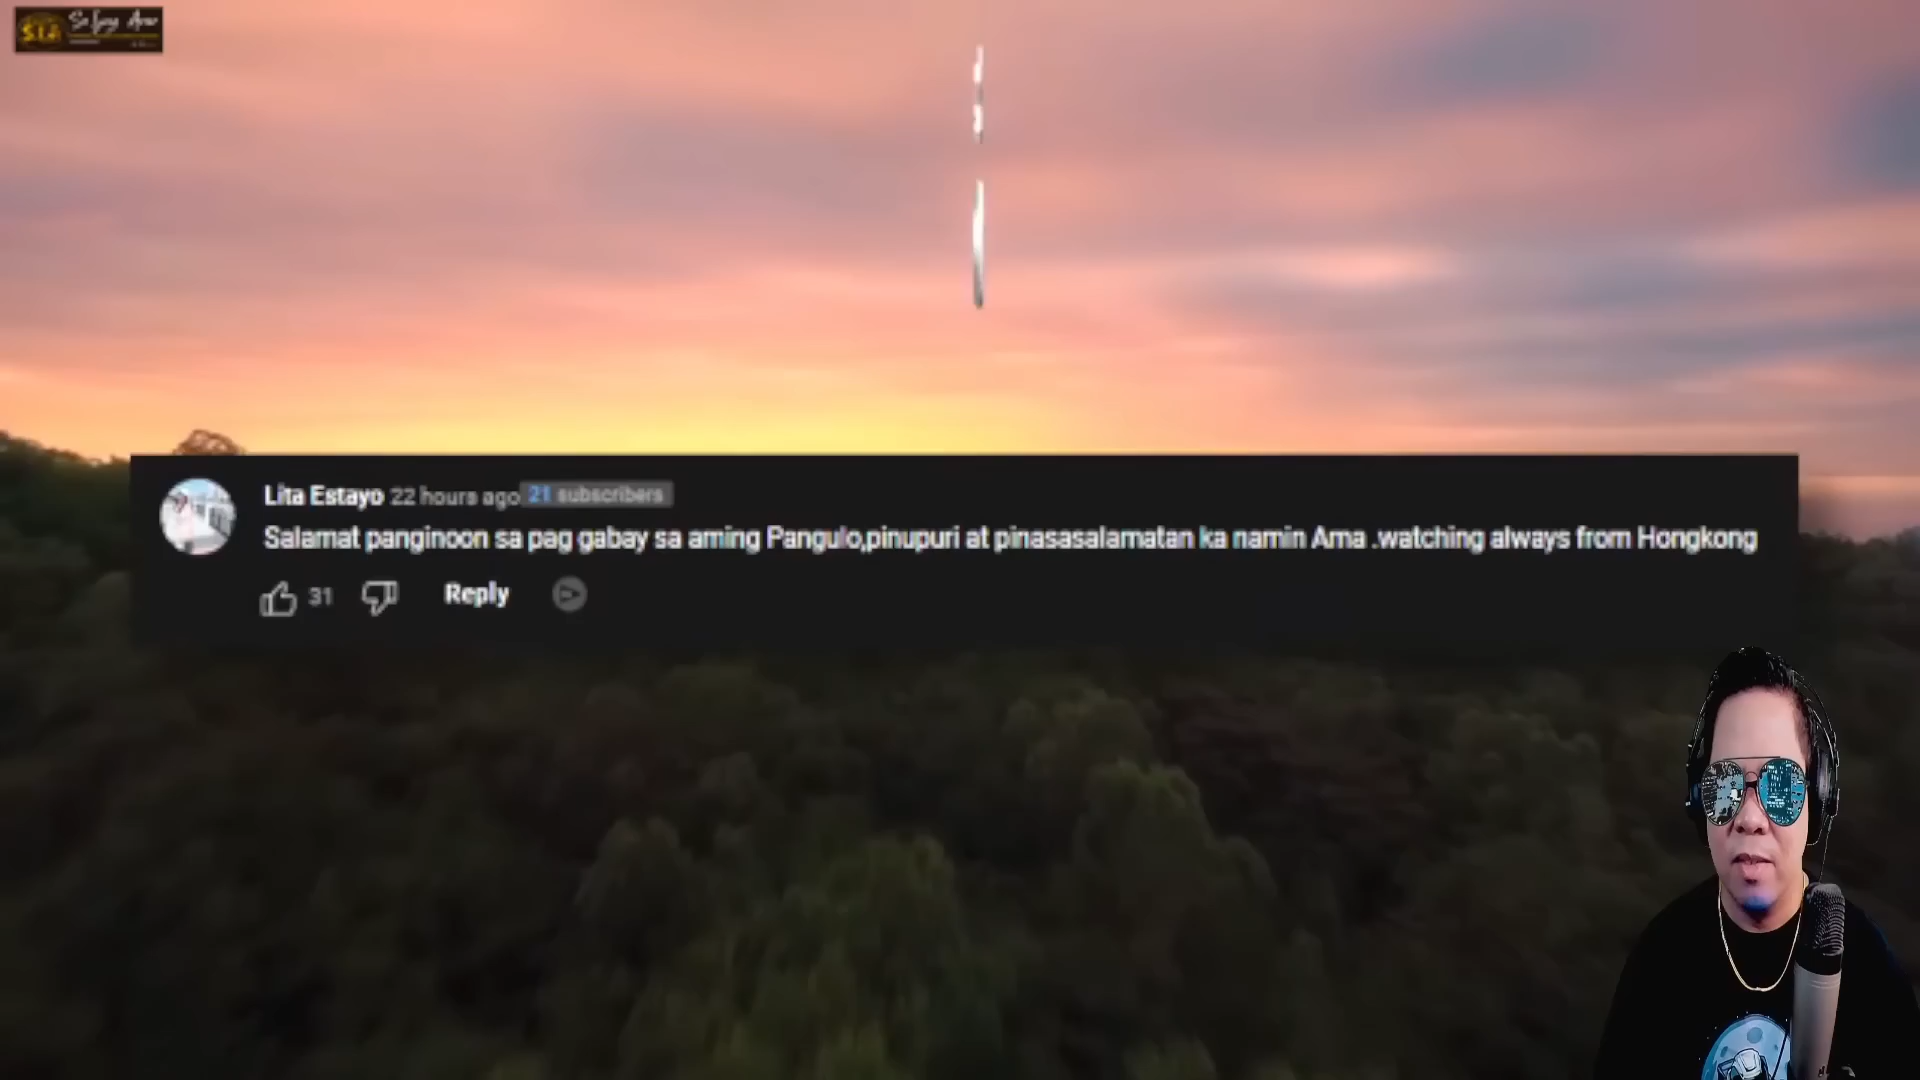 S.I.A
Lita Estayo 22 hours ago 21 subscribers
Salamat panginoon sa pag gabay sa aming Pangulo,pinupuri at pinasasalamatan ka namin Ama .watching always from Hongkong
31 Reply